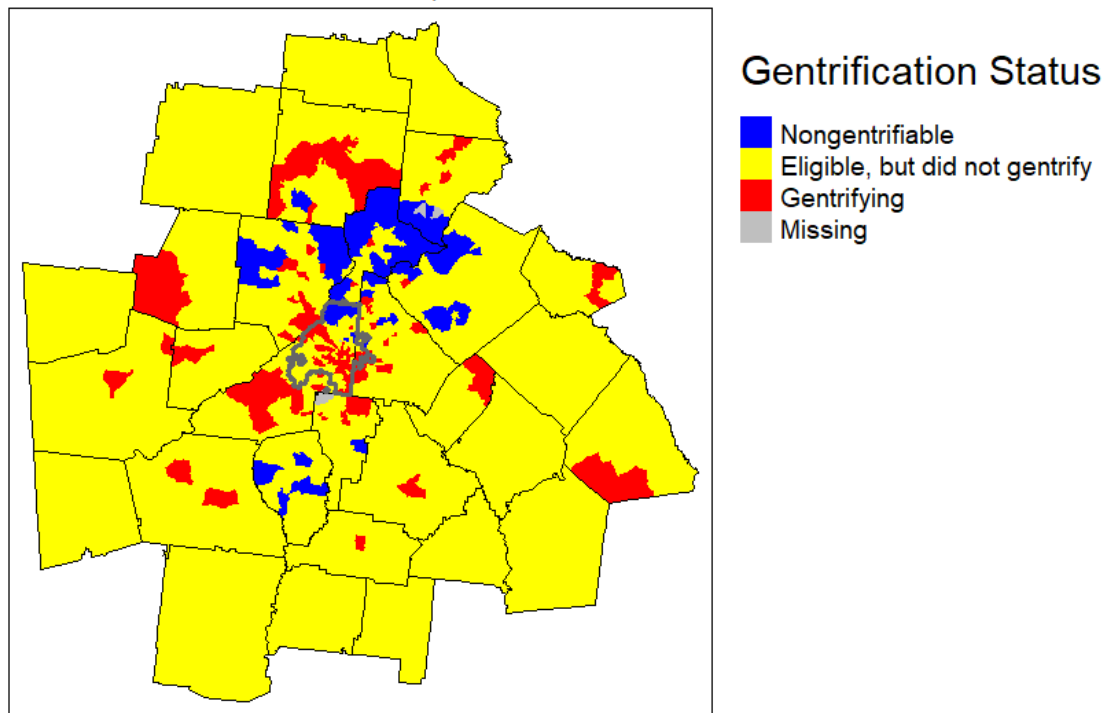 Gentrification Status
Nongentrifiable
Eligible, but did not gentrify
Gentrifying
Missing